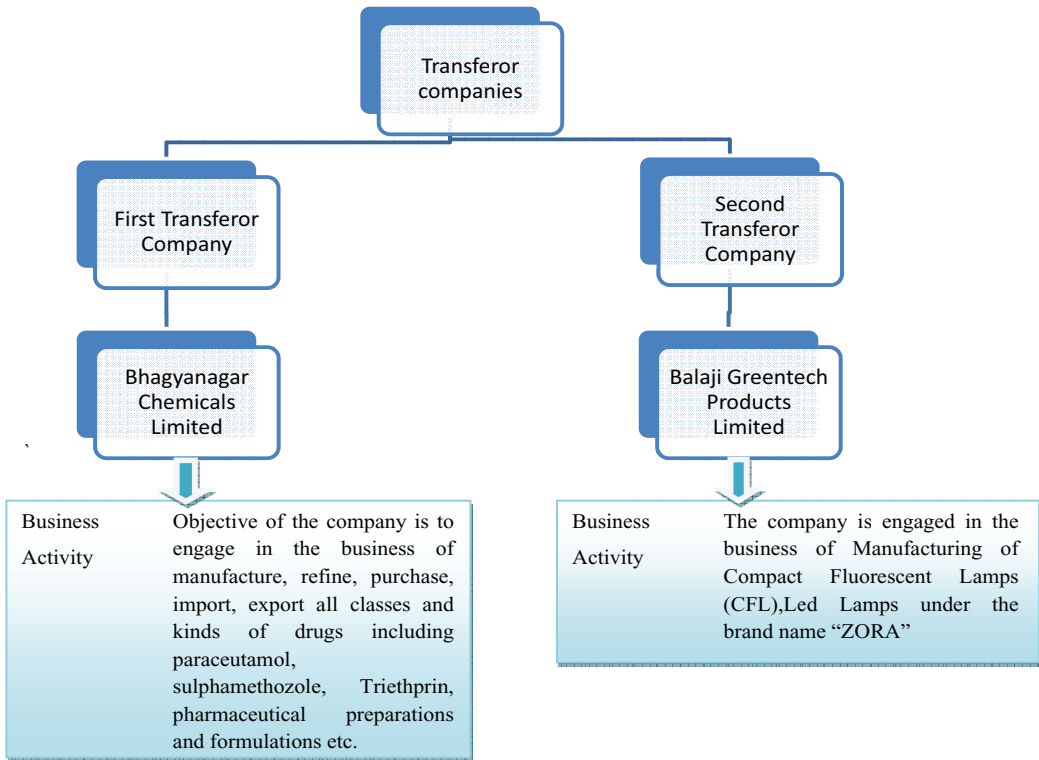 Transferor
companies
First Transferor
Company
Second
Transferor
Company
Bhagyanagar
Chemicals
Limited
Balaji Greentech
Products
Limited
`
Business
Activity
Objective of the company is to
engage in the business of
manufacture, refine, purchase,
import, export all classes and
kinds of drugs including
paraceutamol,
sulphamethozole, Triethprin,
pharmaceutical preparations
and formulations etc.
Business
Activity
The company is engaged in the
business of Manufacturing of
Compact Fluorescent Lamps
(CFL),Led Lamps under the
brand name “ZORA”